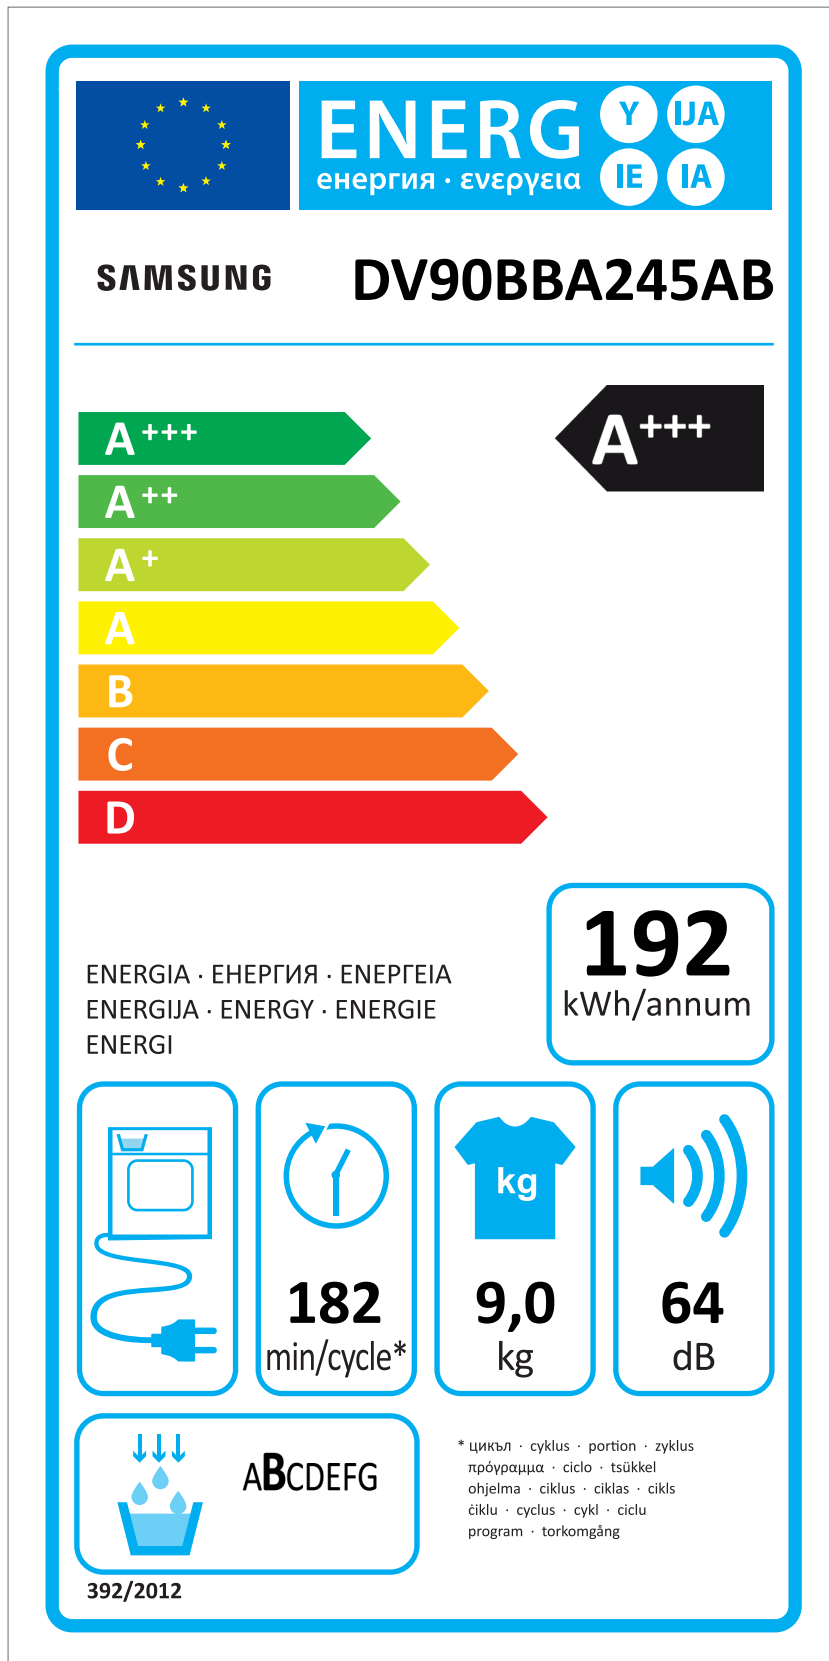 ENERG Y IJA
IE IA
енергия · ενεργεια
SAMSUNG DV90BBA245AB
A+++
A+++
A++
A+
A
B
C
D
192
kWh/annum
ENERGIA · ЕНЕРГИЯ · ΕΝΕΡΓΕΙΑ
ENERGIJA · ENERGY · ENERGIE
ENERGI
kg
182
min/cycle*
9,0
kg
64
dB
ABCDEFG
* цикъл · cyklus · portion · zyklus
πρόγραμμα · ciclo · tsükkel
ohjelma · ciklus · ciklas · cikls
ċiklu · cyclus · cykl · ciclu
program · torkomgång
392/2012